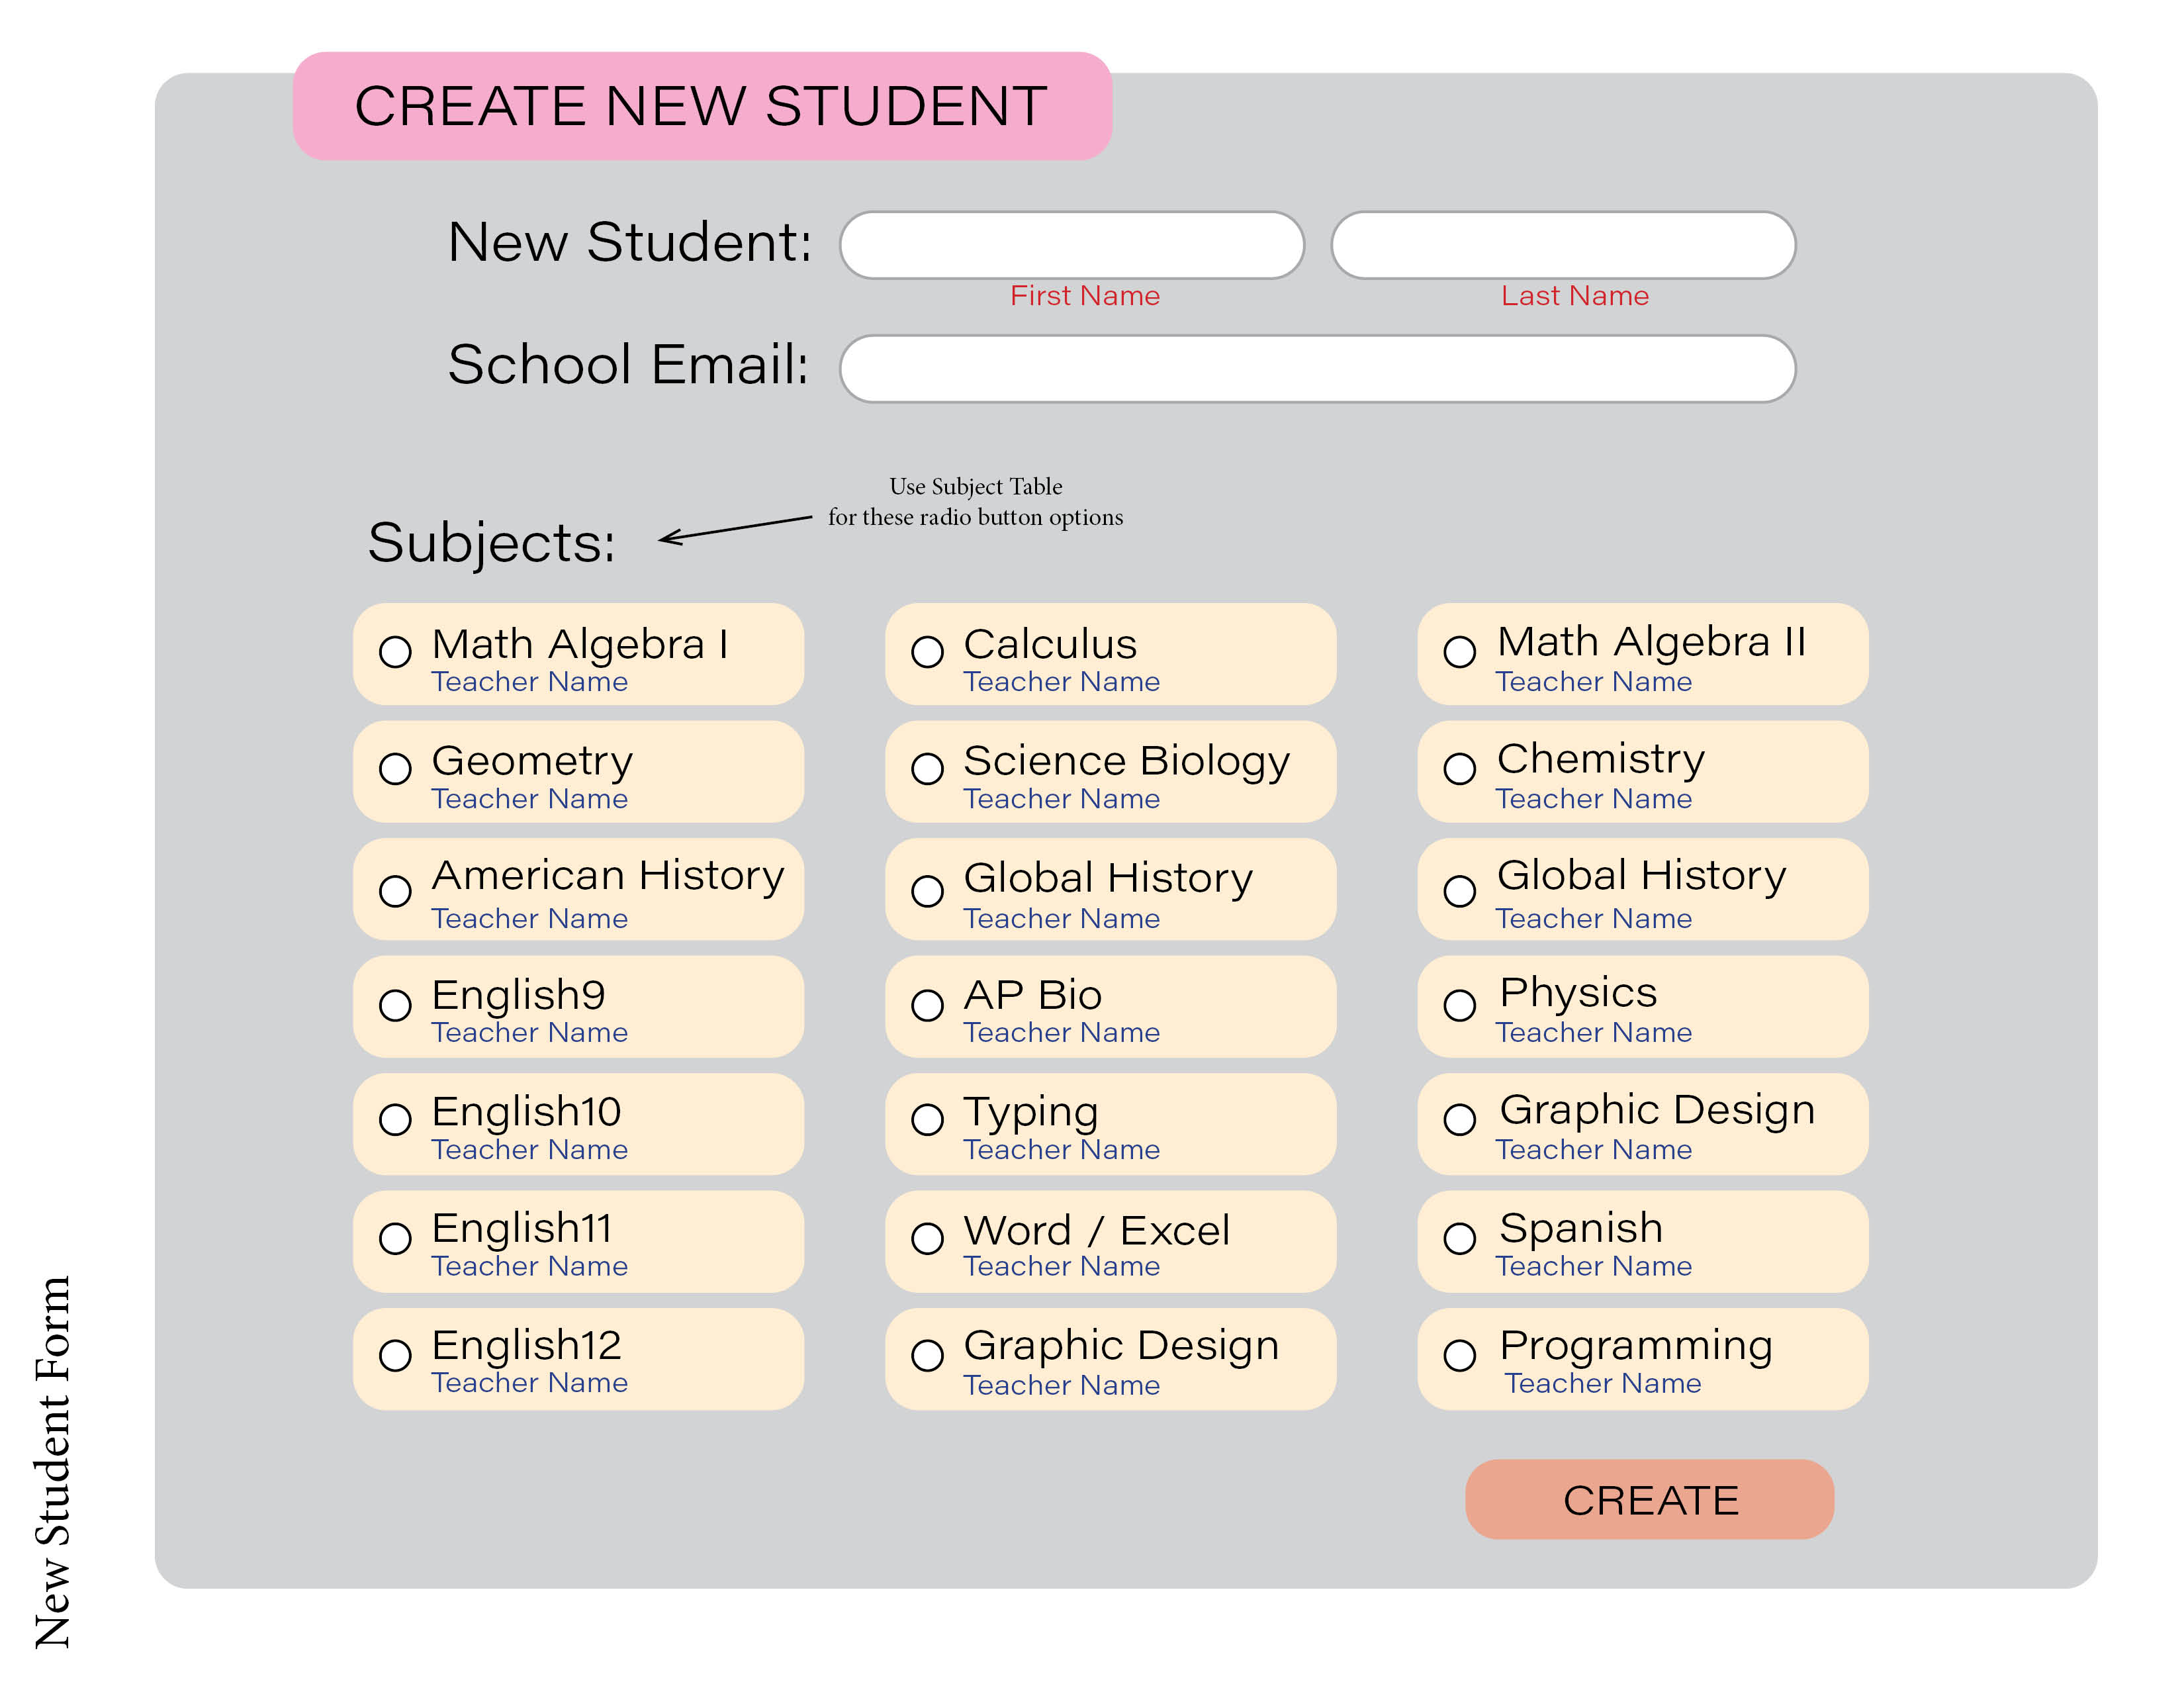 CREATE NEW STUDENT
New Student:
First Name
Last Name
School Email:
Use Subject Table
for these radio button options
Subjects:
Math Algebra I
Teacher Name
Calculus
Teacher Name
Math Algebra II
Teacher Name
Geometry
Teacher Name
Science Biology
Teacher Name
Chemistry
Teacher Name
American History
Teacher Name
Global History
Teacher Name
Global History
Teacher Name
English9
Teacher Name
AP Bio
Teacher Name
Physics
Teacher Name
English10
Teacher Name
Typing
Teacher Name
Graphic Design
Teacher Name
English11
Teacher Name
Word / Excel
Teacher Name
Spanish
Teacher Name
English12
Teacher Name
Graphic Design
Teacher Name
Programming
Teacher Name
CREATE
New Student Form